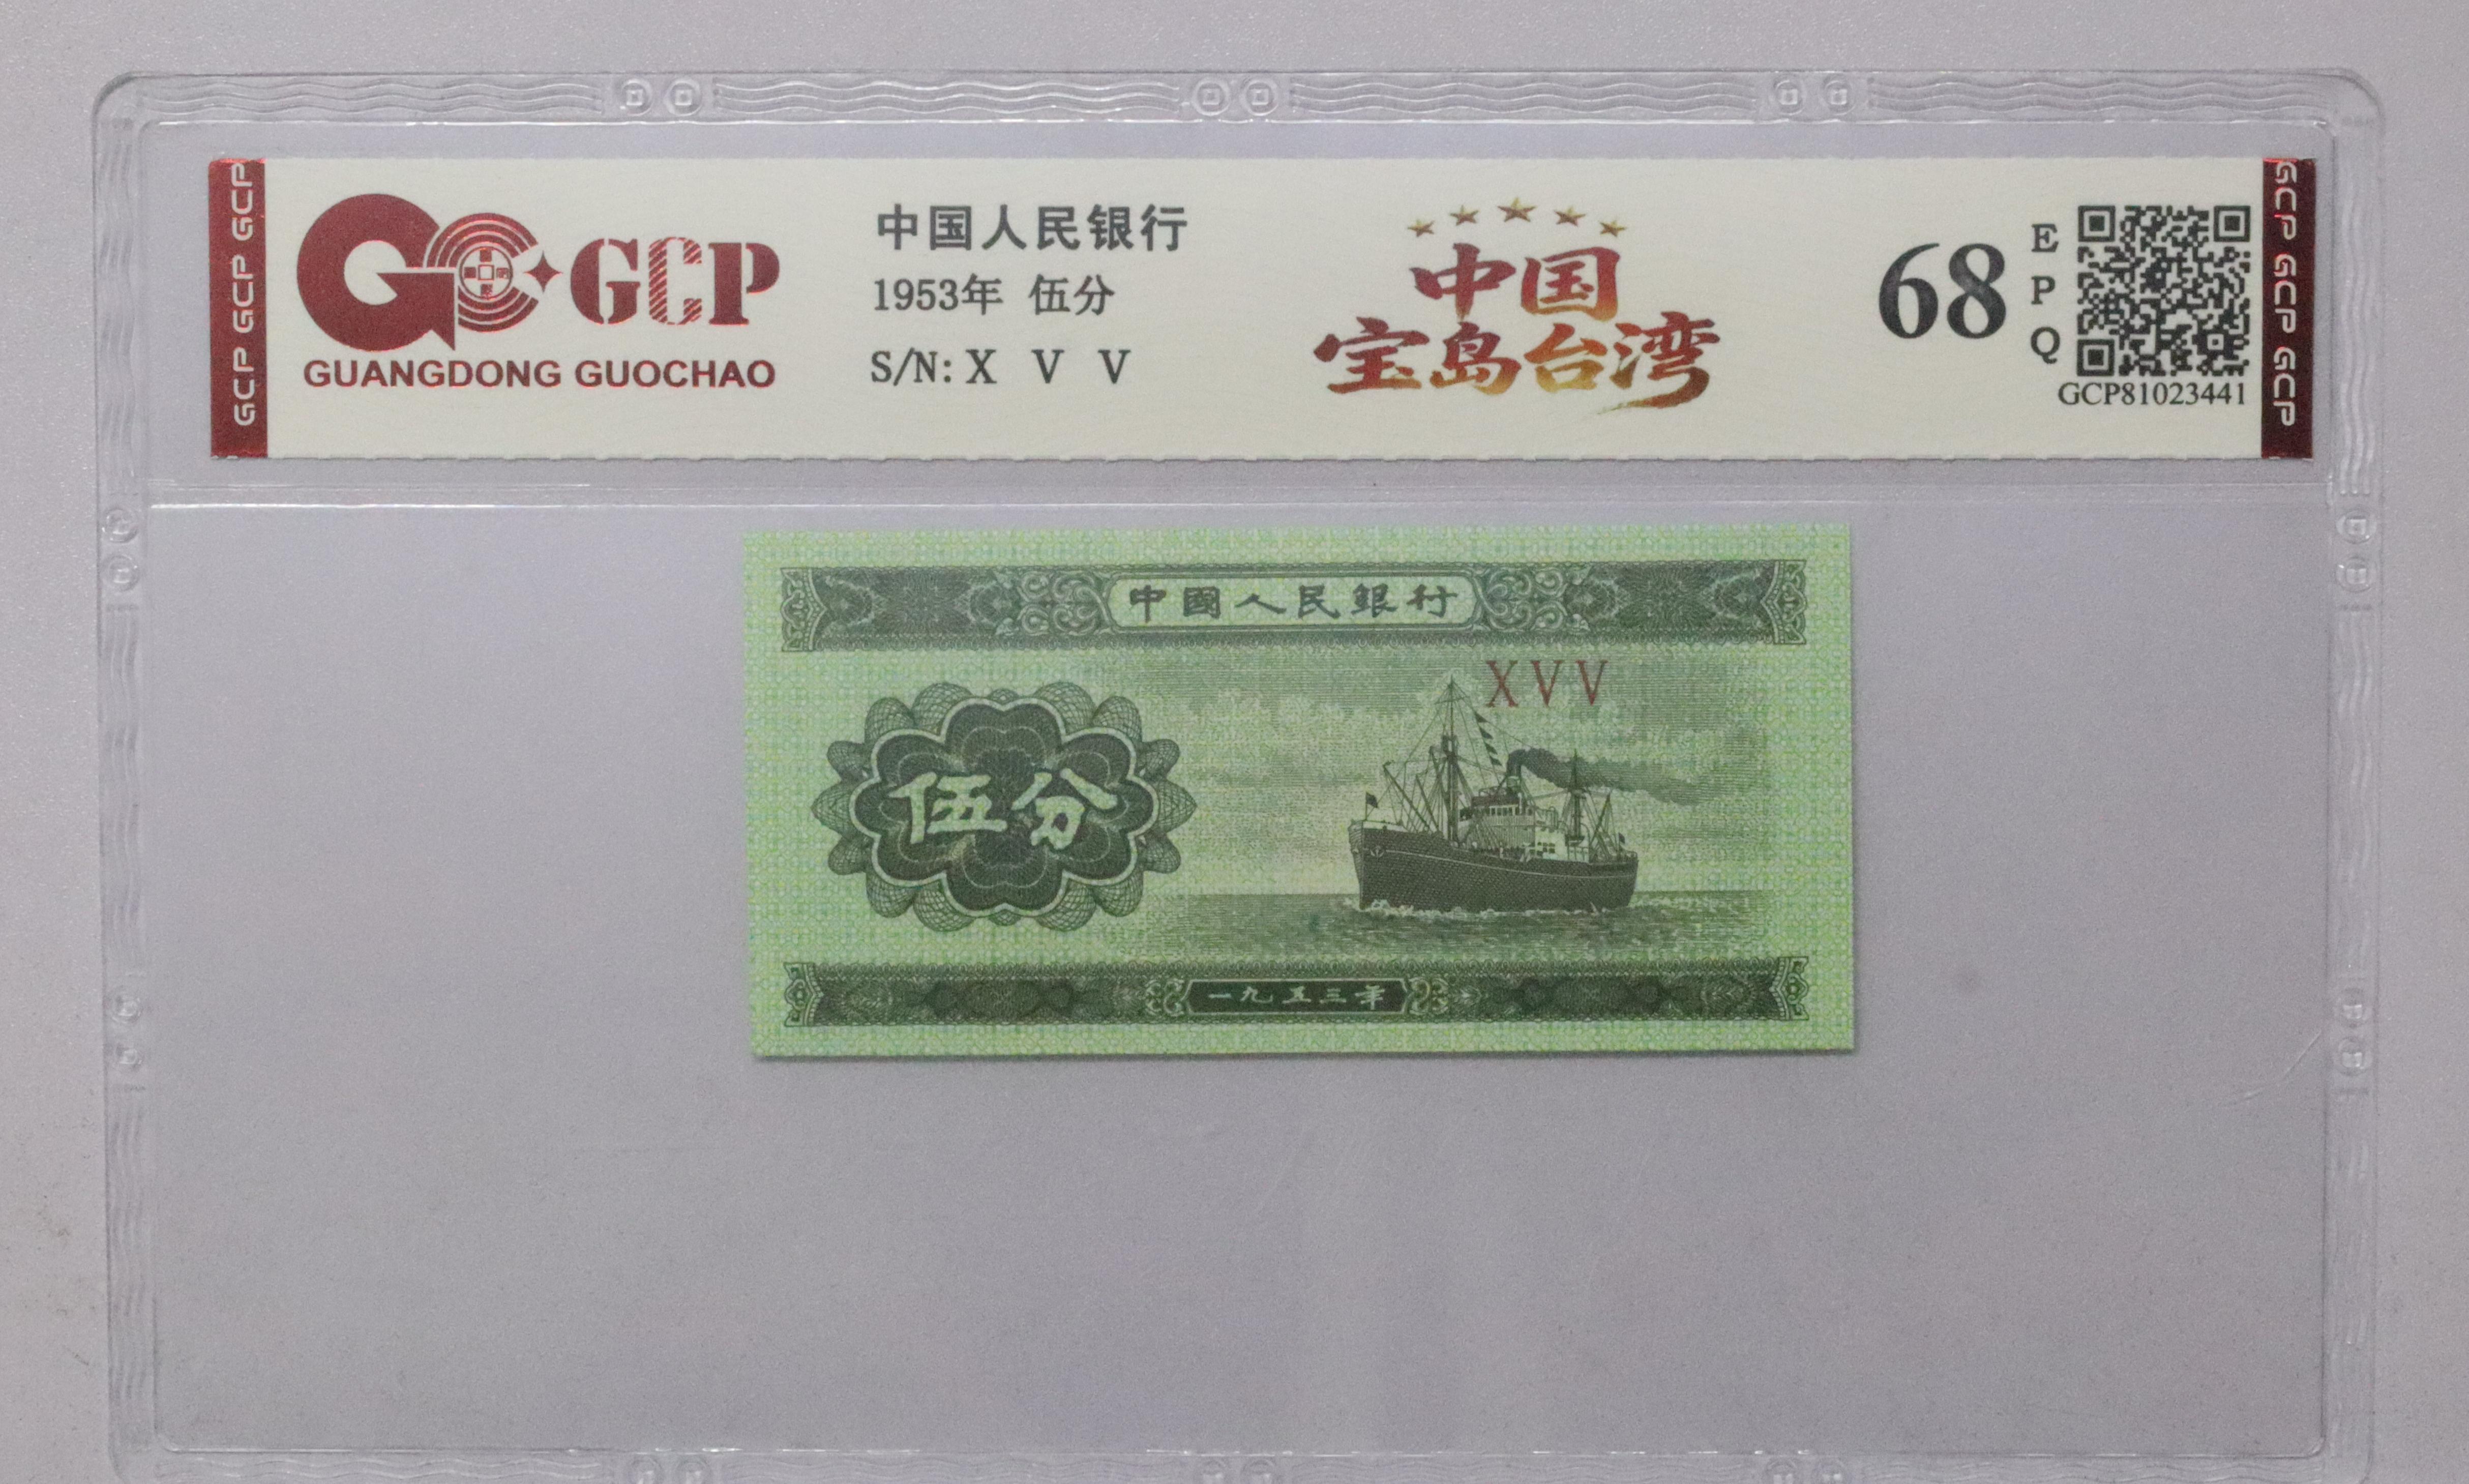 GCP GCP GCP
GCP
GUANGDONG GUOCHAO
中国人民银行
1953年 伍分
S/N: X V V
中国
宝岛台湾
68
E
P
Q
GCP81023441
GCP GCP GCP
中國人民銀行
XVV
伍分
一九五三年